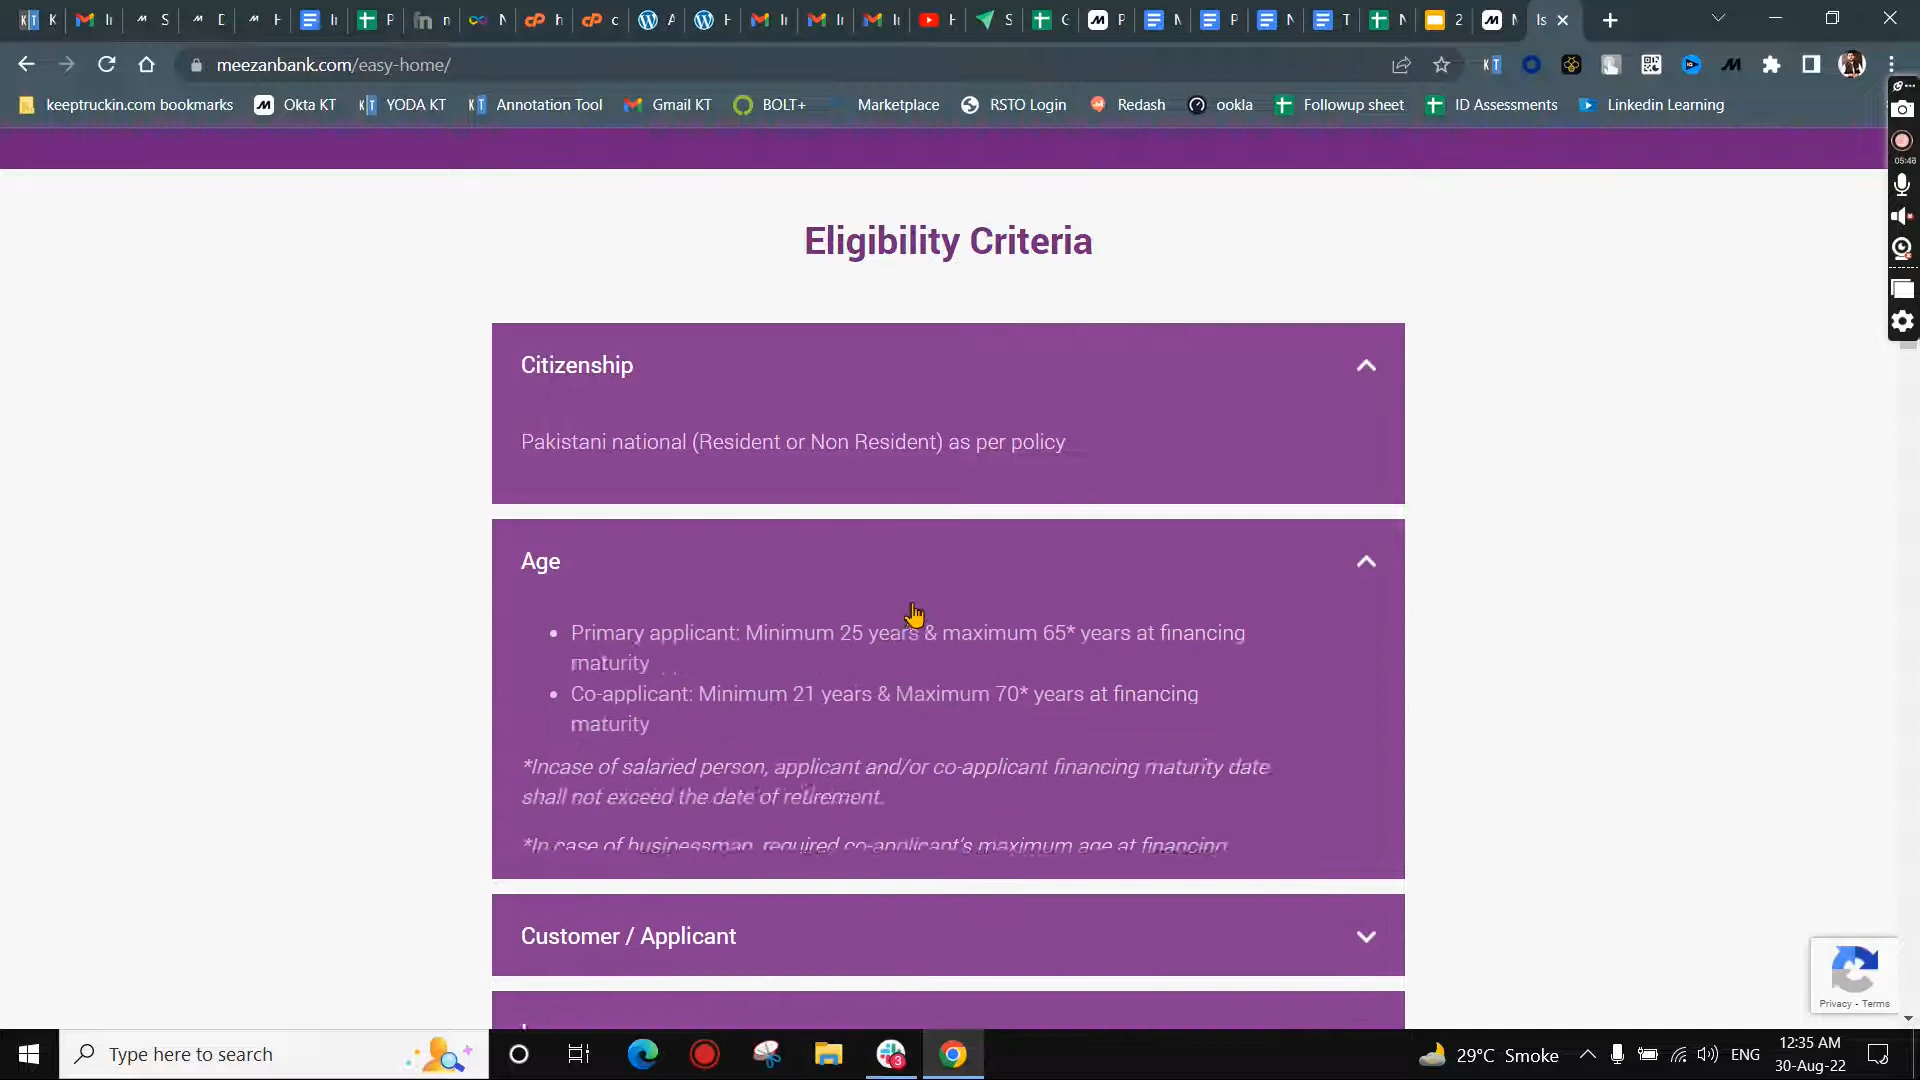 meezanbank.com/easy-home/
keeptruckin.com bookmarks
Okta KT
YODA KT
Annotation Tool
Gmail KT
BOLT+
Marketplace
RSTO Login
Redash
ookla
Followup sheet
ID Assessments
Linkedin Learning
05:48
Eligibility Criteria
Citizenship
Pakistani national (Resident or Non Resident) as per policy
Age
Primary applicant: Minimum 25 years & maximum 65* years at financing
maturity
Co-applicant: Minimum 21 years & Maximum 70* years at financing
maturity
*Incase of salaried person, applicant and/or co-applicant financing maturity date
shall not exceed the date of retirement.
*In case of businessman, required co-applicant's maximum age at financing
Customer / Applicant
Privacy - Terms
Type here to search
29°C Smoke
ENG
12:35 AM
30-Aug-22